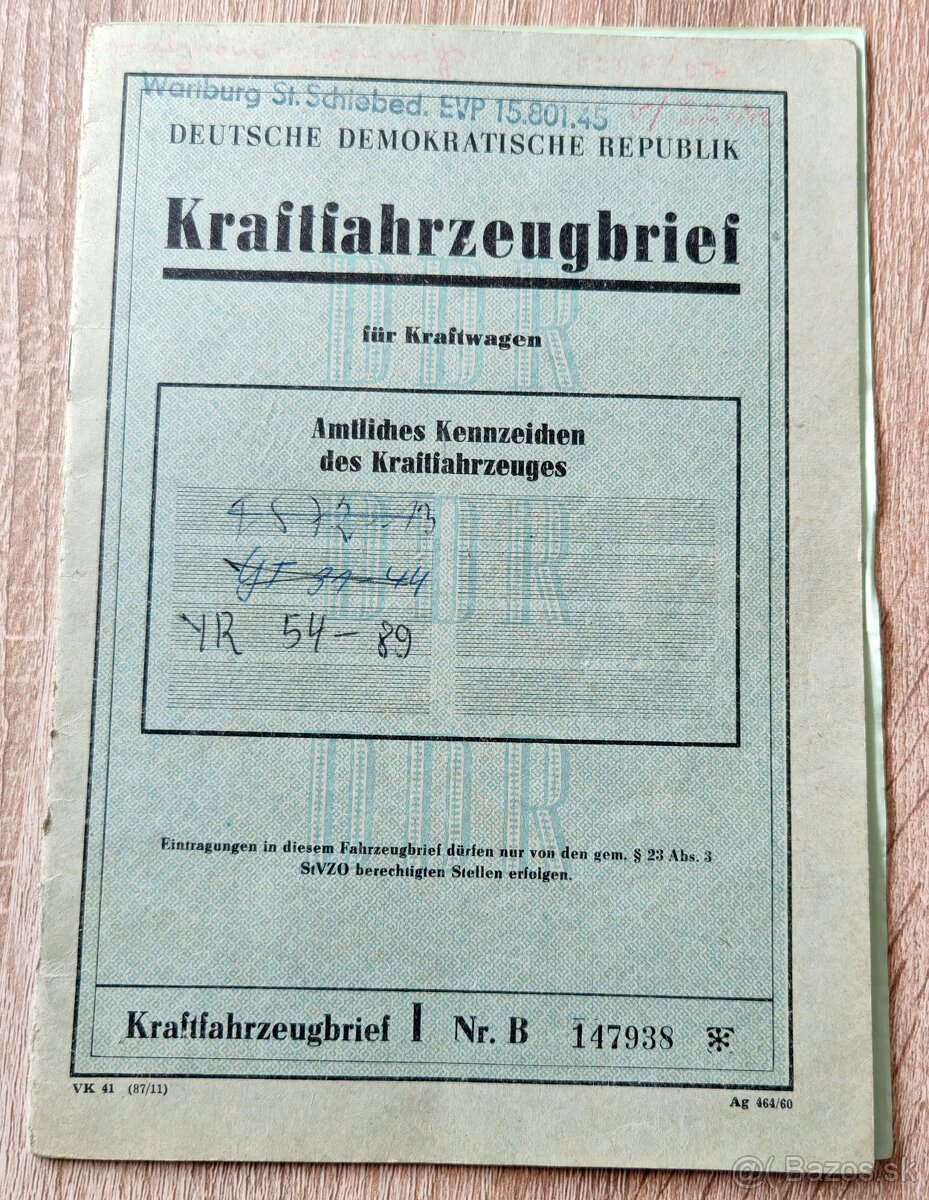 Wartburg St. Schiebed. EVP 15.801.45
DEUTSCHE DEMOKRATISCHE REPUBLIK
Kraftfahrzeugbrief
für Kraftwagen
Amtliches Kennzeichen
des Kraftfahrzeuges
YR 54-89
Eintragungen in diesem Fahrzeugbrief dürfen nur von den gem. § 23 Abs. 3
StVZO berechtigten Stellen erfolgen.
Kraftfahrzeugbrief I Nr. B 147938
VK 41 (87/11)
Ag 464/60
Bazos.sk